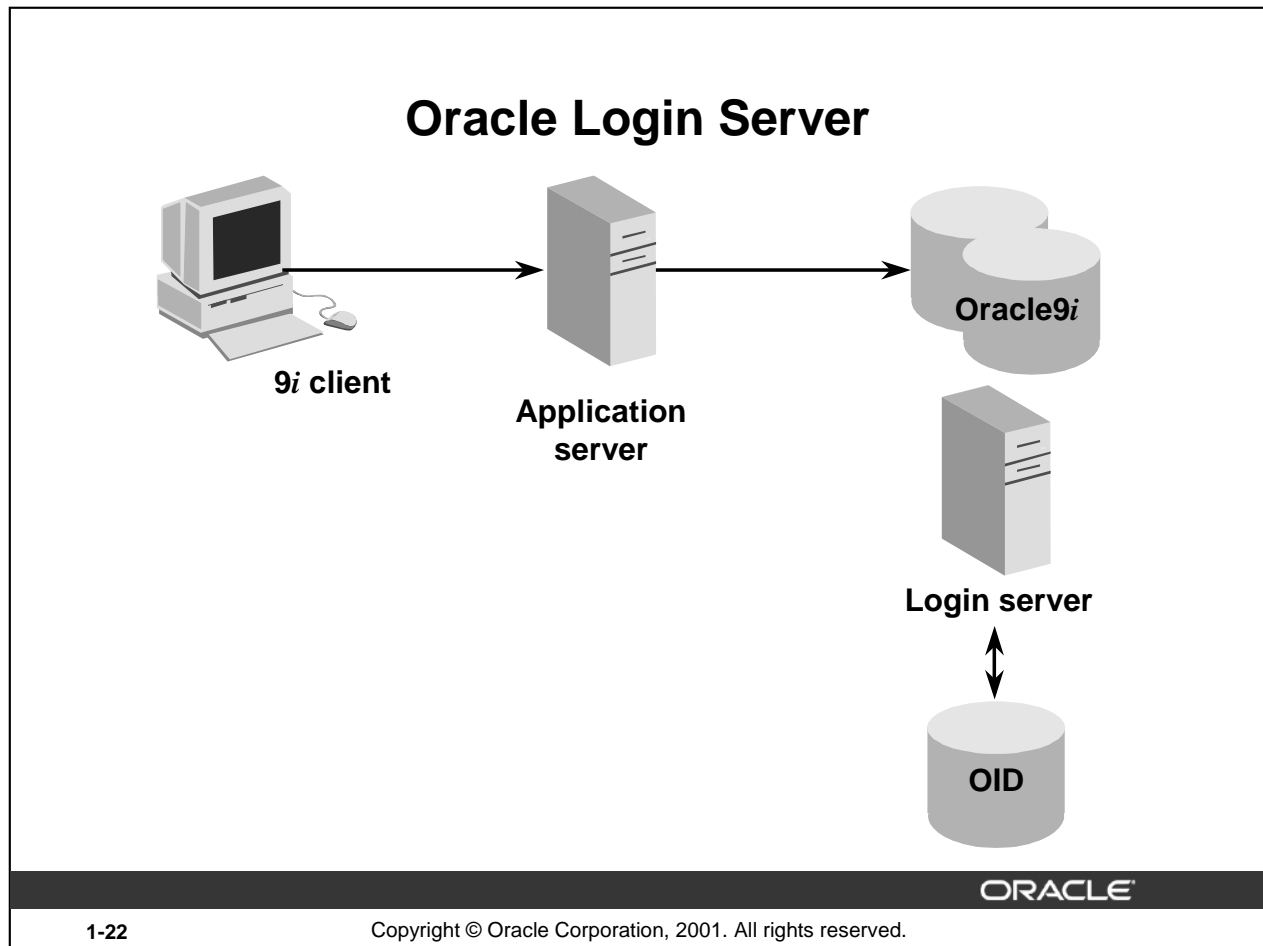 Oracle Login Server
Oracle9i
9i client
Application
server
Login server
OID
ORACLE®
1-22
Copyright © Oracle Corporation, 2001. All rights reserved.